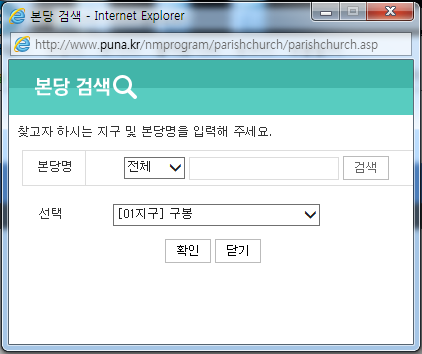 본당 검색 - Internet Explorer
http://www.puna.kr/nmprogram/parishchurch/parishchurch.asp
본당 검색
찾고자 하시는 지구 및 본당명을 입력해 주세요.
본당명 전체 검색
선택 [01지구] 구봉
확인 닫기